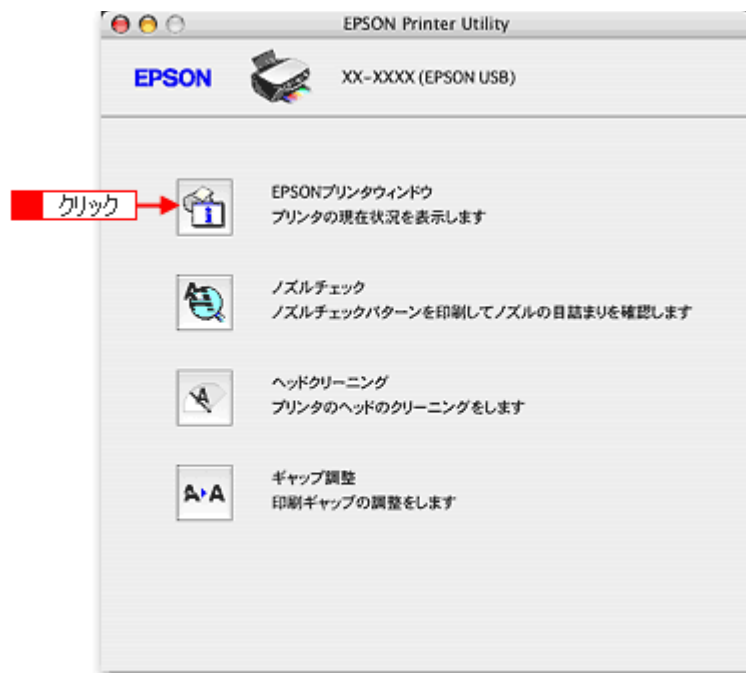 EPSON Printer Utility
EPSON
XX-XXXX (EPSON USB)
クリック
EPSONプリンタウィンドウ
プリンタの現在状況を表示します
ノズルチェック
ノズルチェックパターンを印刷してノズルの目詰まりを確認します
ヘッドクリーニング
プリンタのヘッドのクリーニングをします
ギャップ調整
印刷ギャップの調整をします